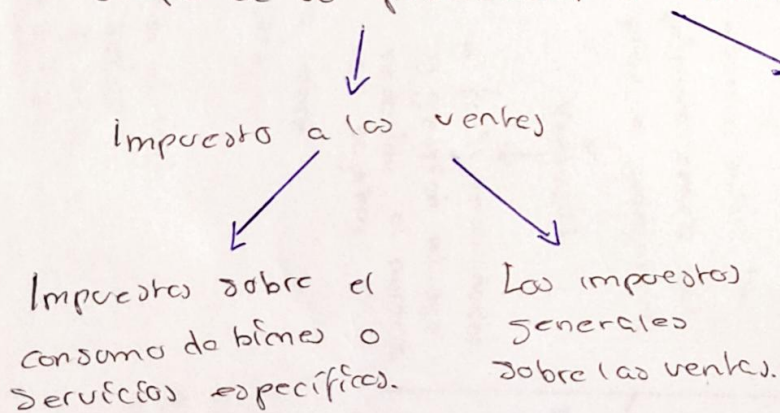 Impuesto a las ventas
Impuestos sobre el
consumo de bienes o
servicios específicos.
Los impuestos
generales
sobre las ventas.